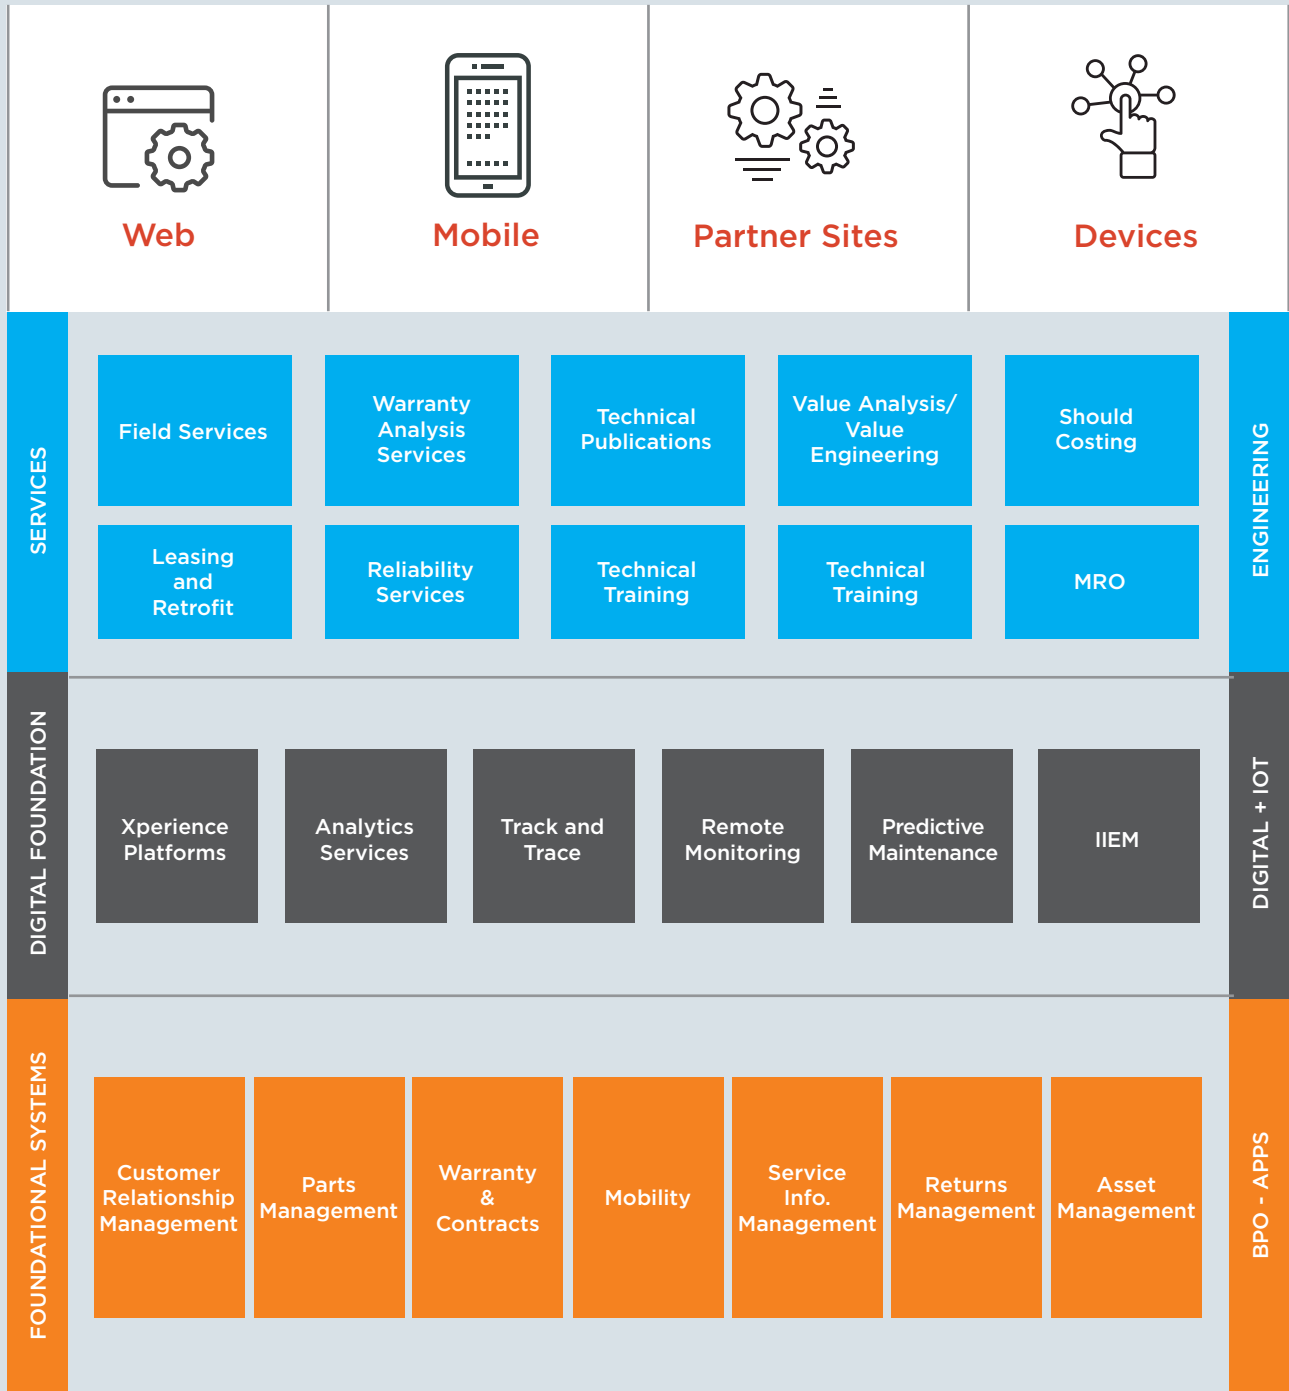 Web
Mobile
Partner Sites
Devices
SERVICES
Field Services
Warranty
Analysis
Services
Technical
Publications
Value Analysis/
Value
Engineering
Should
Costing
Leasing
and
Retrofit
Reliability
Services
Technical
Training
Technical
Training
MRO
ENGINEERING
DIGITAL FOUNDATION
Xperience
Platforms
Analytics
Services
Track and
Trace
Remote
Monitoring
Predictive
Maintenance
IIEM
DIGITAL + IOT
FOUNDATIONAL SYSTEMS
Customer
Relationship
Management
Parts
Management
Warranty
&
Contracts
Mobility
Service
Info.
Management
Returns
Management
Asset
Management
BPO - APPS